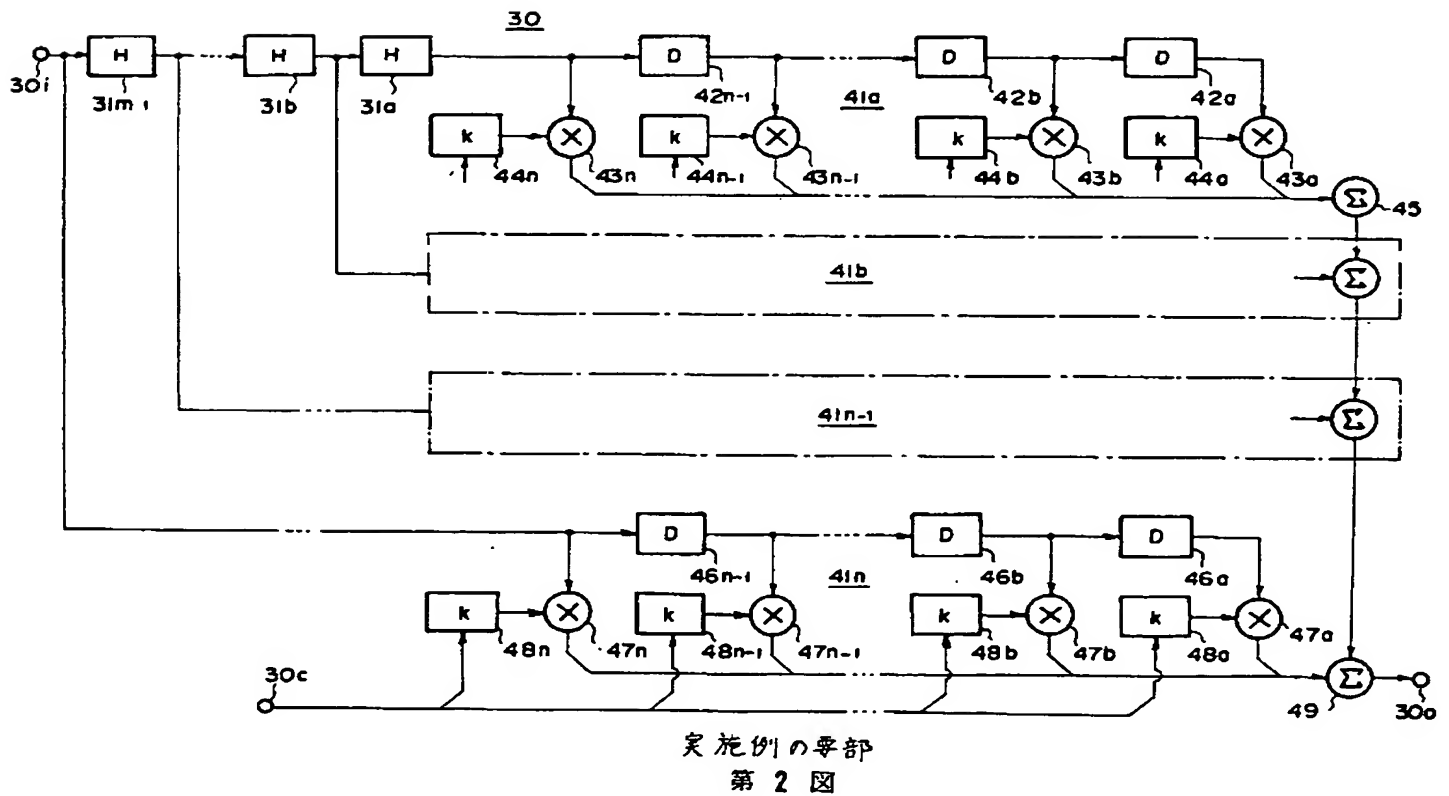 30
H H H D D D
30i 31m-1 31b 31a 42n-1 41a 42b 42a
k × k × k × k ×
44n 43n 44n-1 43n-1 44b 43b 44a 43a
Σ 45
41b Σ
41n-1 Σ
D D D
46n-1 41n 46b 46a
k × k × k × k ×
48n 47n 48n-1 47n-1 48b 47b 48a 47a
30c Σ
49 30o
実施例の要部
第 2 図